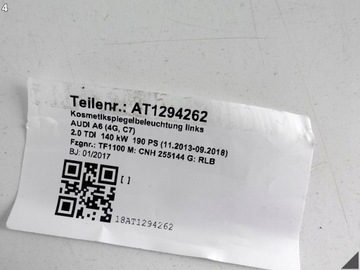 4
Teilenr.: AT1294262
Kosmetikspiegelbeleuchtung links
AUDI A6 (4G, C7)
2.0 TDI 140 kW 190 PS (11.2013-09.2018)
Fzgnr.: TF1100 M: CNH 255144 G: RLB
BJ: 01/2017
[ ]
18AT1294262